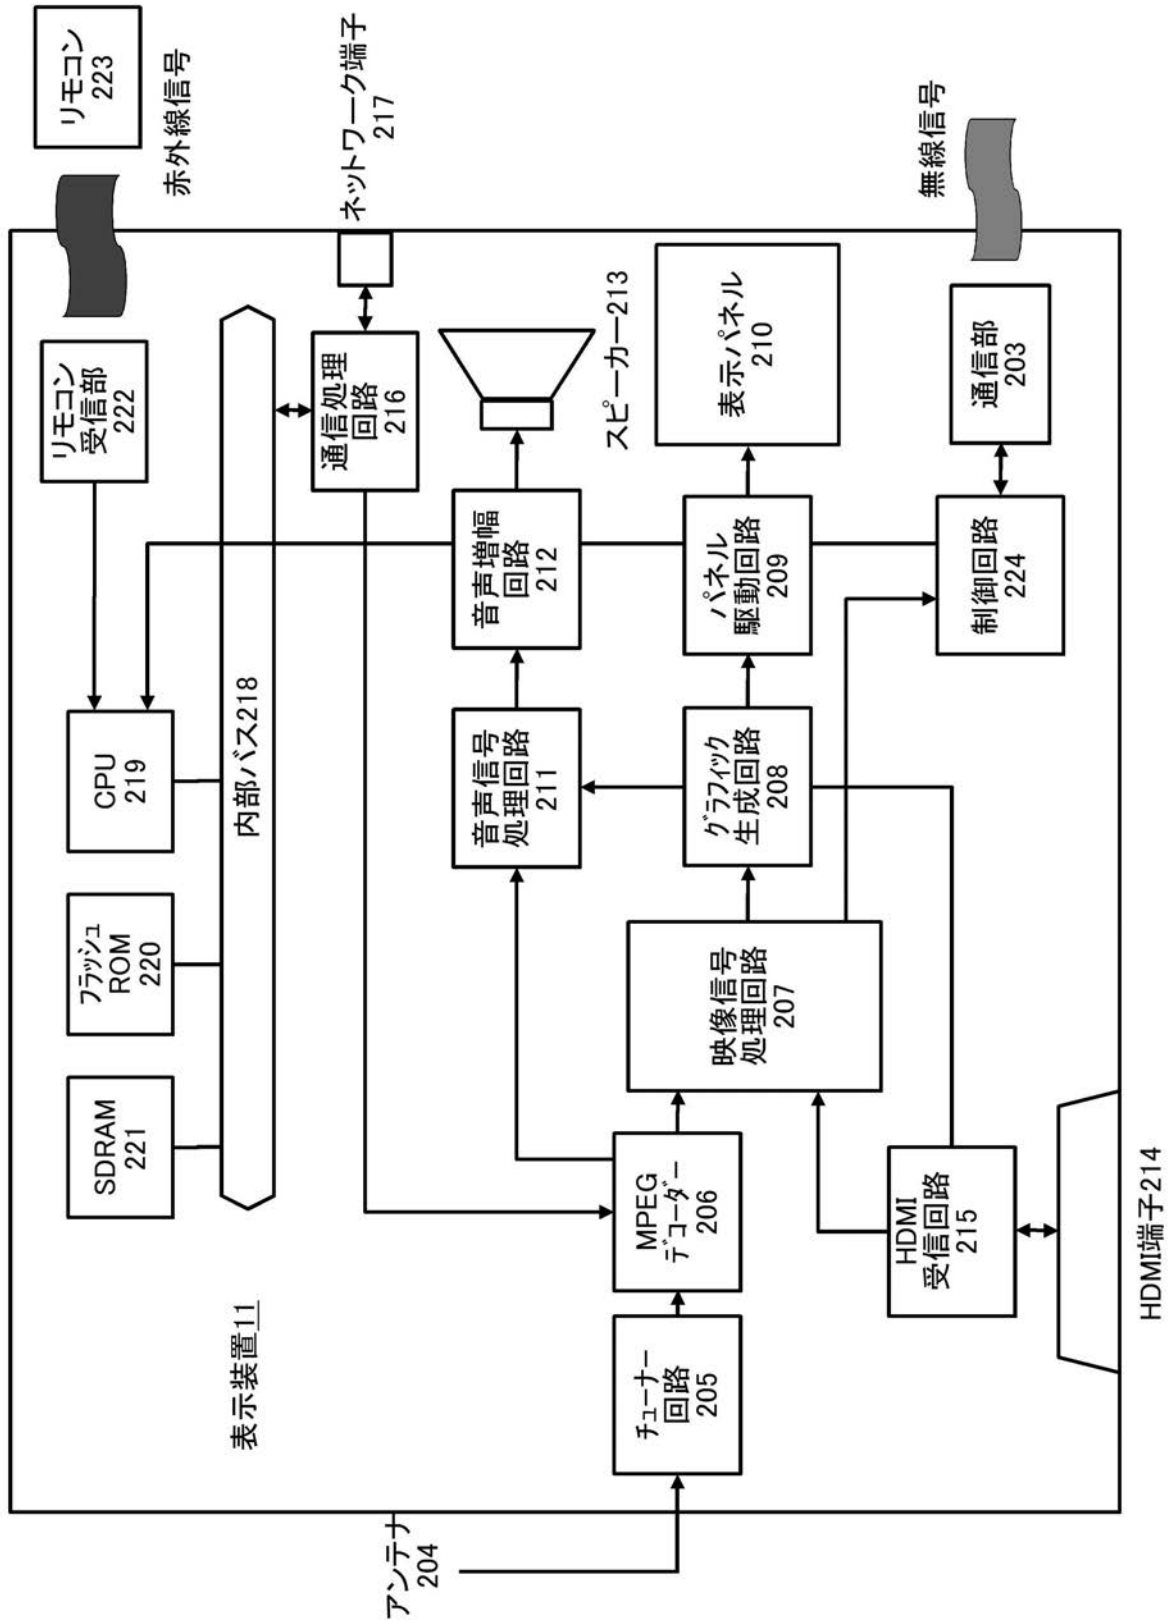 表示装置11
リモコン
223
赤外線信号
リモコン
受信部
222
CPU
219
フラッシュ
ROM
220
SDRAM
221
内部バス218
ネットワーク端子
217
通信処理
回路
216
アンテナ
204
チューナー
回路
205
MPEG
デコーダー
206
音声信号
処理回路
211
音声増幅
回路
212
スピーカー213
映像信号
処理回路
207
グラフィック
生成回路
208
パネル
駆動回路
209
表示パネル
210
HDMI
受信回路
215
HDMI端子214
制御回路
224
通信部
203
無線信号